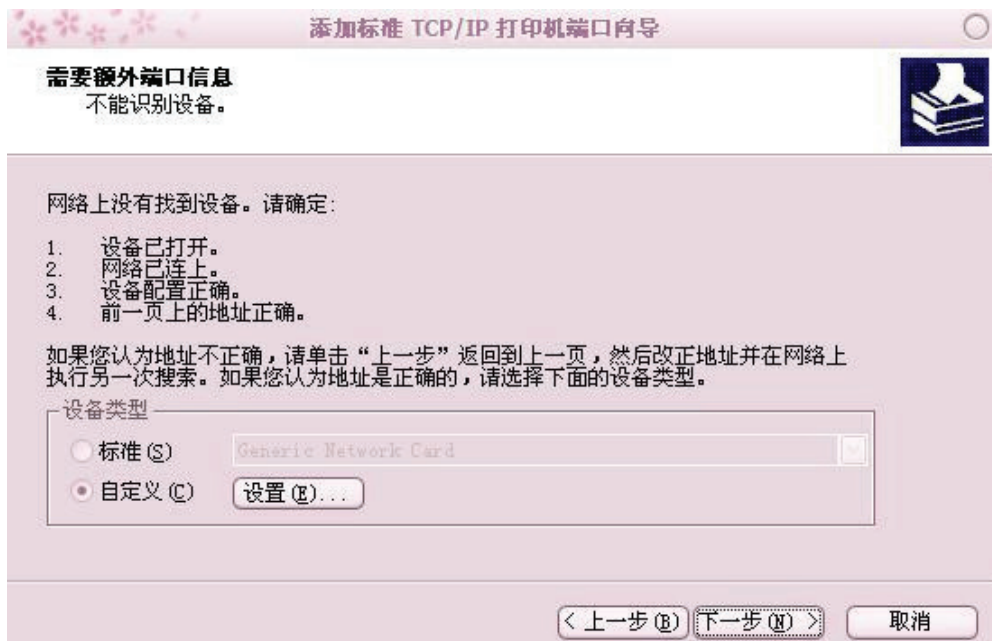 添加标准 TCP/IP 打印机端口向导
需要额外端口信息
不能识别设备。
网络上没有找到设备。请确定:
1. 设备已打开。
2. 网络已连上。
3. 设备配置正确。
4. 前一页上的地址正确。
如果您认为地址不正确，请单击“上一步”返回到上一页，然后改正地址并在网络上
执行另一次搜索。如果您认为地址是正确的，请选择下面的设备类型。
设备类型
标准(S) Generic Network Card
自定义(C) 设置(E)...
< 上一步(B) 下一步(N) > 取消